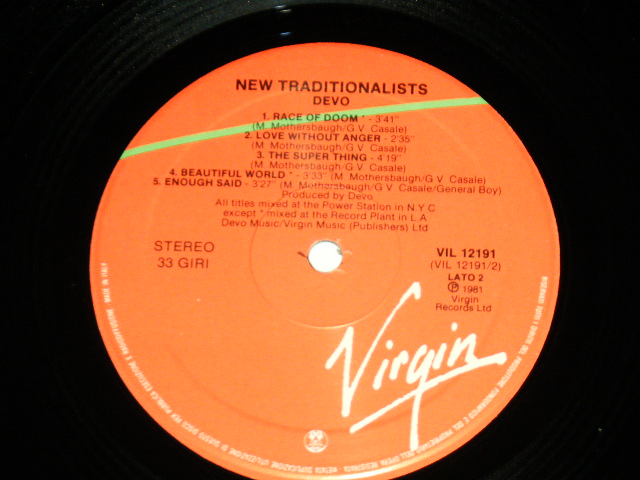 NEW TRADITIONALISTS
DEVO
1. RACE OF DOOM * - 3'41"
(M. Mothersbaugh/G.V. Casale)
2. LOVE WITHOUT ANGER - 2'35"
(M. Mothersbaugh/G.V. Casale)
3. THE SUPER THING - 4'19"
(M. Mothersbaugh/G.V. Casale)
4. BEAUTIFUL WORLD * - 3'33" (M. Mothersbaugh/G.V. Casale)
5. ENOUGH SAID - 3'27" (M. Mothersbaugh/G.V. Casale/General Boy)
Produced by Devo
All titles mixed at the Power Station in N.Y.C
except * mixed at the Record Plant in L.A
Devo Music/Virgin Music (Publishers) Ltd
STEREO
33 GIRI
VIL 12191
(VIL 12191/2)
LATO 2
Ⓟ 1981
Virgin
Records Ltd
Virgin
MADE IN ITALY